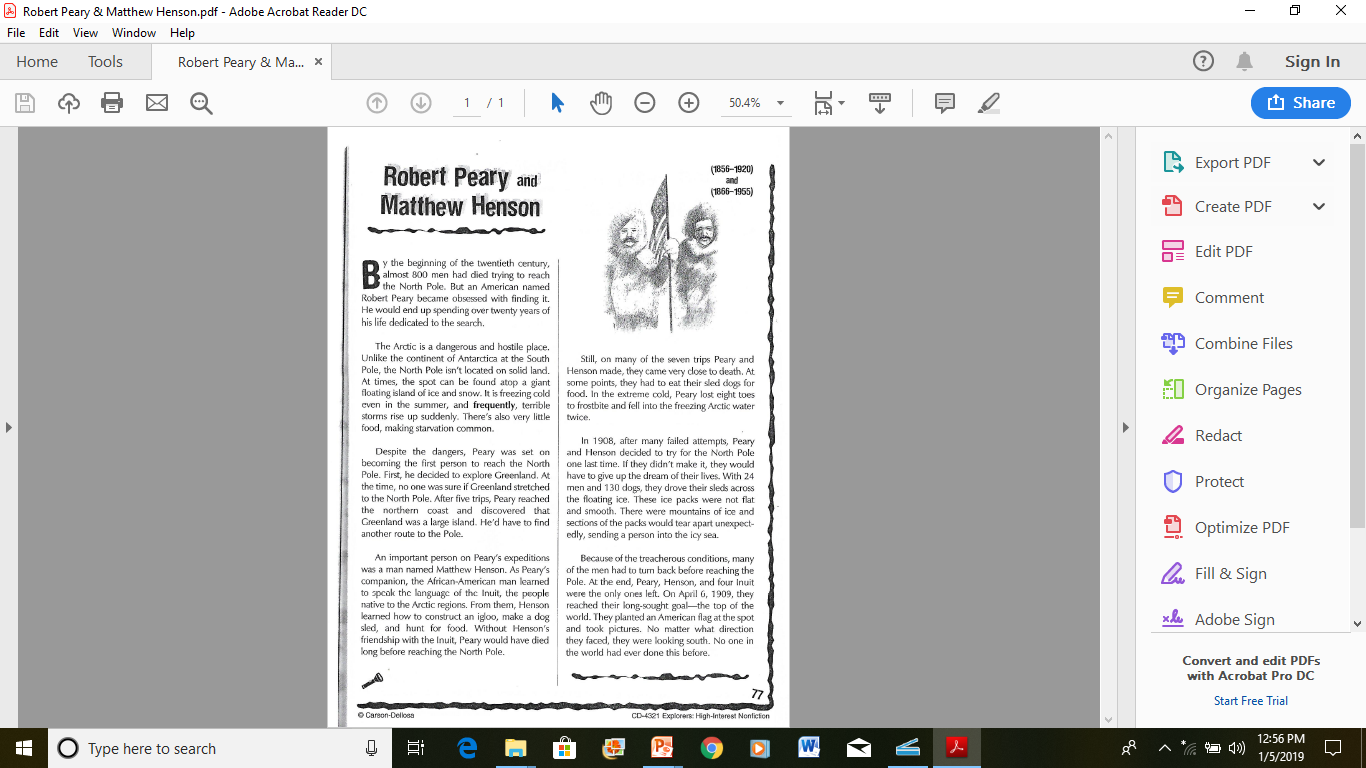 Robert Peary & Matthew Henson.pdf - Adobe Acrobat Reader DC
File Edit View Window Help
Home Tools Robert Peary & Ma... ×
? Sign In
1 / 1 50.4% Share
Robert Peary and
Matthew Henson
(1856–1920)
and
(1866–1955)
By the beginning of the twentieth century,
almost 800 men had died trying to reach
the North Pole. But an American named
Robert Peary became obsessed with finding it.
He would end up spending over twenty years of
his life dedicated to the search.
The Arctic is a dangerous and hostile place.
Unlike the continent of Antarctica at the South
Pole, the North Pole isn't located on solid land.
At times, the spot can be found atop a giant
floating island of ice and snow. It is freezing cold
even in the summer, and frequently, terrible
storms rise up suddenly. There's also very little
food, making starvation common.
Despite the dangers, Peary was set on
becoming the first person to reach the North
Pole. First, he decided to explore Greenland. At
the time, no one was sure if Greenland stretched
to the North Pole. After five trips, Peary reached
the northern coast and discovered that
Greenland was a large island. He'd have to find
another route to the Pole.
An important person on Peary's expeditions
was a man named Matthew Henson. As Peary's
companion, the African-American man learned
to speak the language of the Inuit, the people
native to the Arctic regions. From them, Henson
learned how to construct an igloo, make a dog
sled, and hunt for food. Without Henson's
friendship with the Inuit, Peary would have died
long before reaching the North Pole.
Still, on many of the seven trips Peary and
Henson made, they came very close to death. At
some points, they had to eat their sled dogs for
food. In the extreme cold, Peary lost eight toes
to frostbite and fell into the freezing Arctic water
twice.
In 1908, after many failed attempts, Peary
and Henson decided to try for the North Pole
one last time. If they didn't make it, they would
have to give up the dream of their lives. With 24
men and 130 dogs, they drove their sleds across
the floating ice. These ice packs were not flat
and smooth. There were mountains of ice and
sections of the packs would tear apart unexpect-
edly, sending a person into the icy sea.
Because of the treacherous conditions, many
of the men had to turn back before reaching the
Pole. At the end, Peary, Henson, and four Inuit
were the only ones left. On April 6, 1909, they
reached their long-sought goal—the top of the
world. They planted an American flag at the spot
and took pictures. No matter what direction
they faced, they were looking south. No one in
the world had ever done this before.
77
© Carson-Dellosa CD-4321 Explorers: High-Interest Nonfiction
Export PDF
Create PDF
Edit PDF
Comment
Combine Files
Organize Pages
Redact
Protect
Optimize PDF
Fill & Sign
Adobe Sign
Convert and edit PDFs
with Acrobat Pro DC
Start Free Trial
Type here to search
12:56 PM
1/5/2019